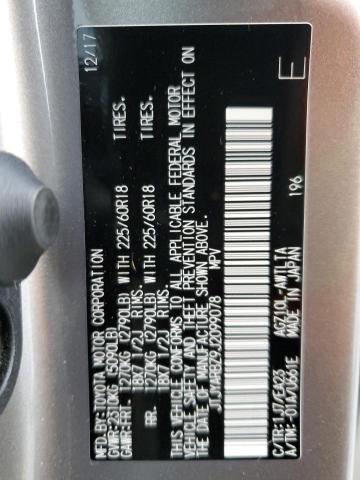 MFD.BY: TOYOTA MOTOR CORPORATION 12/17
GVWR:2310KG (5090LB)
GAWR:FRT. 1270KG (2790LB) WITH 225/60R18 TIRES,
18X7 1/2J RIMS,
RR. 1270KG (2790LB) WITH 225/60R18 TIRES,
18X7 1/2J RIMS,
THIS VEHICLE CONFORMS TO ALL APPLICABLE FEDERAL MOTOR
VEHICLE SAFETY AND THEFT PREVENTION STANDARDS IN
EFFECT ON THE DATE OF MANUFACTURE SHOWN ABOVE.
JTJYARBZ9J2099078 MPV
C/TR: 1J7/EA23 AGZ10L-AWTLTA E
A/TM: -01A/U661E MADE IN JAPAN 196